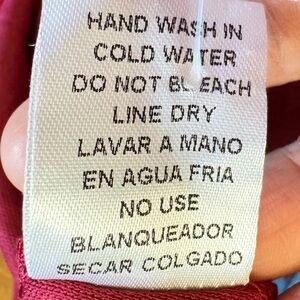 HAND WASH IN
COLD WATER
DO NOT BLEACH
LINE DRY
LAVAR A MANO
EN AGUA FRIA
NO USE
BLANQUEADOR
SECAR COLGADO